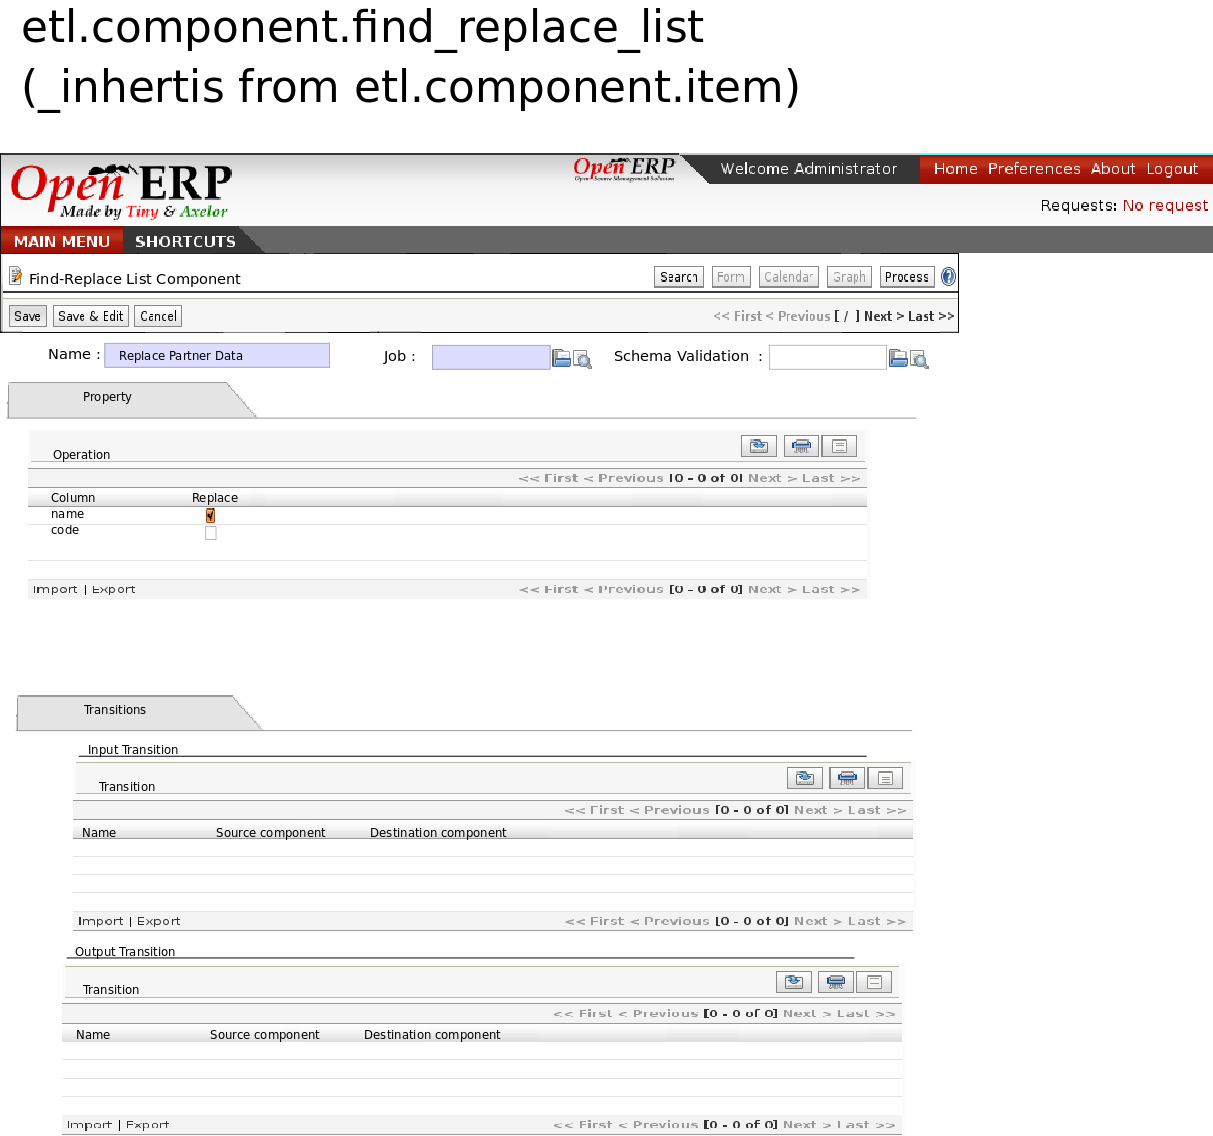 etl.component.find_replace_list
(_inhertis from etl.component.item)
Open ERP
Made by Tiny & Axelor
Open ERP
Open Source Management Solution
Welcome Administrator
Home Preferences About Logout
Requests: No request
MAIN MENU SHORTCUTS
Find-Replace List Component
Search Form Calendar Graph Process
Save Save & Edit Cancel
<< First < Previous [ / ] Next > Last >>
Name : Replace Partner Data Job : Schema Validation :
Property
Operation
<< First < Previous [0 - 0 of 0] Next > Last >>
Column Replace
name
code
Import | Export << First < Previous [0 - 0 of 0] Next > Last >>
Transitions
Input Transition
Transition
<< First < Previous [0 - 0 of 0] Next > Last >>
Name Source component Destination component
Import | Export << First < Previous [0 - 0 of 0] Next > Last >>
Output Transition
Transition
<< First < Previous [0 - 0 of 0] Next > Last >>
Name Source component Destination component
Import | Export << First < Previous [0 - 0 of 0] Next > Last >>